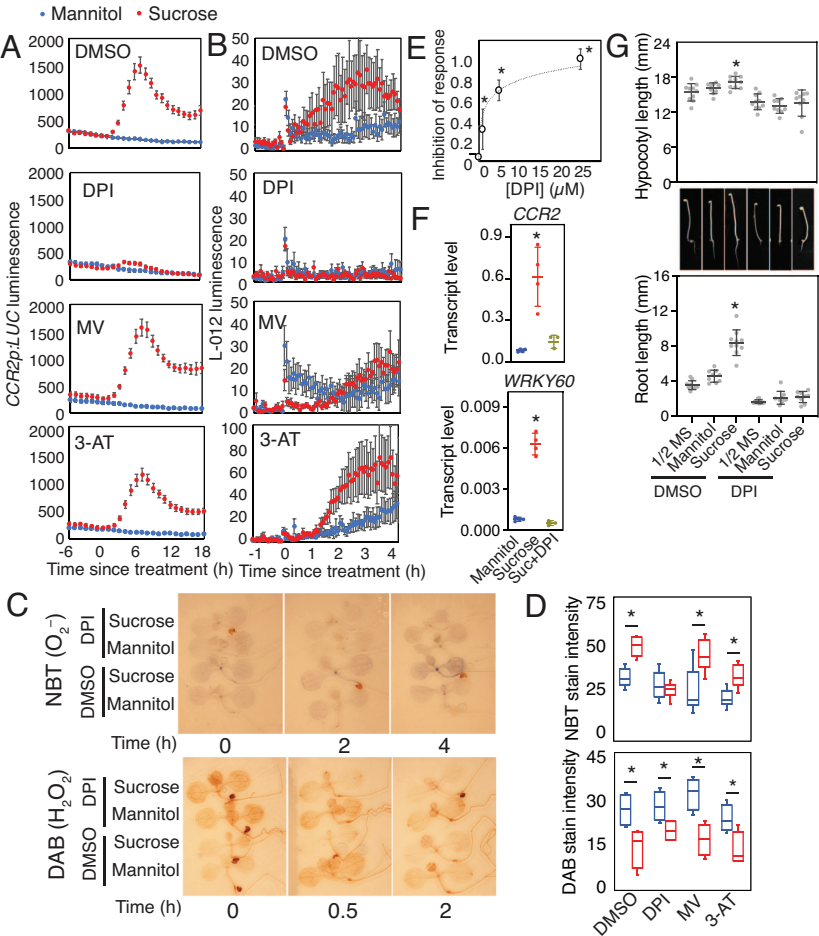 • Mannitol • Sucrose
A
2000
1500
1000
500
0
DMSO
2000
1500
1000
500
0
DPI
2000
1500
1000
500
0
MV
2000
1500
1000
500
0
3-AT
-6 0 6 12 18
Time since treatment (h)
CCR2p:LUC luminescence
B
50
40
30
20
10
0
DMSO
50
40
30
20
10
0
DPI
50
40
30
20
10
0
MV
100
80
60
40
20
0
3-AT
-1 0 1 2 3 4
Time since treatment (h)
L-012 luminescence
E
Inhibition of response
1.0
0.8
0.6
0.4
0.2
0
* * *
0 5 10 15 20 25
[DPI] (µM)
F
CCR2
Transcript level
0.9
0.6
0.3
0.0
*
WRKY60
Transcript level
0.009
0.006
0.003
0.000
*
Mannitol
Sucrose
Suc+DPI
G
Hypocotyl length (mm)
24
18
12
6
0
*
Root length (mm)
16
12
8
4
0
*
1/2 MS
Mannitol
Sucrose
1/2 MS
Mannitol
Sucrose
DMSO DPI
C
NBT (O₂⁻)
DPI
Sucrose
Mannitol
DMSO
Sucrose
Mannitol
Time (h) 0 2 4
DAB (H₂O₂)
DPI
Sucrose
Mannitol
DMSO
Sucrose
Mannitol
Time (h) 0 0.5 2
D
NBT stain intensity
75
50
25
0
* * *
DAB stain intensity
45
30
15
0
* * * *
DMSO
DPI
MV
3-AT